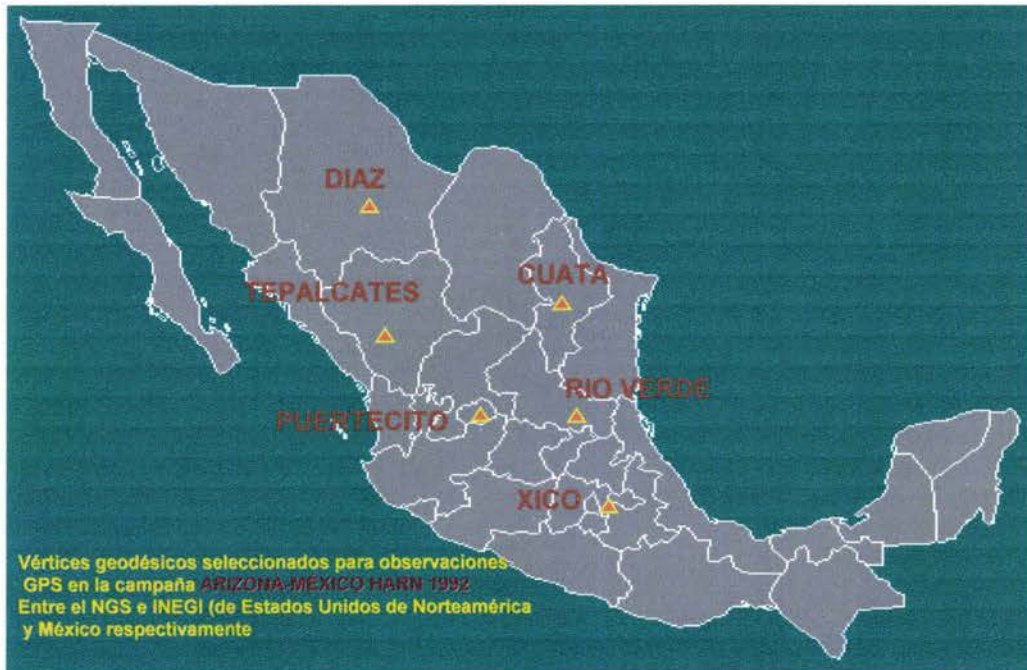 DIAZ
CUATA
TEPALCATES
RIO VERDE
PUERTECITO
XICO
Vértices geodésicos seleccionados para observaciones
GPS en la campaña ARIZONA-MÉXICO HARN 1992
Entre el NGS e INEGI (de Estados Unidos de Norteamérica
y México respectivamente